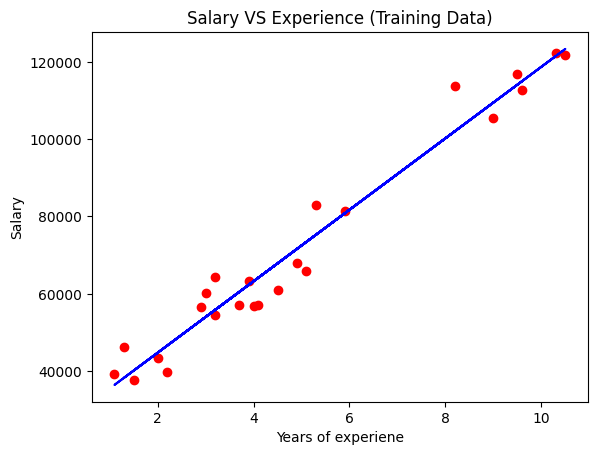 Salary VS Experience (Training Data)
120000
100000
80000
60000
40000
Salary
2 4 6 8 10
Years of experiene